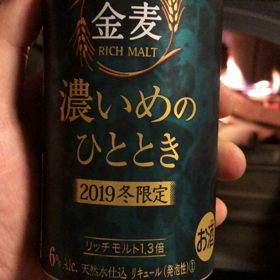 金麦
RICH MALT
濃いめの
ひととき
2019冬限定
お酒
リッチモルト1.3倍
6% Alc. 天然水仕込 リキュール(発泡性)①